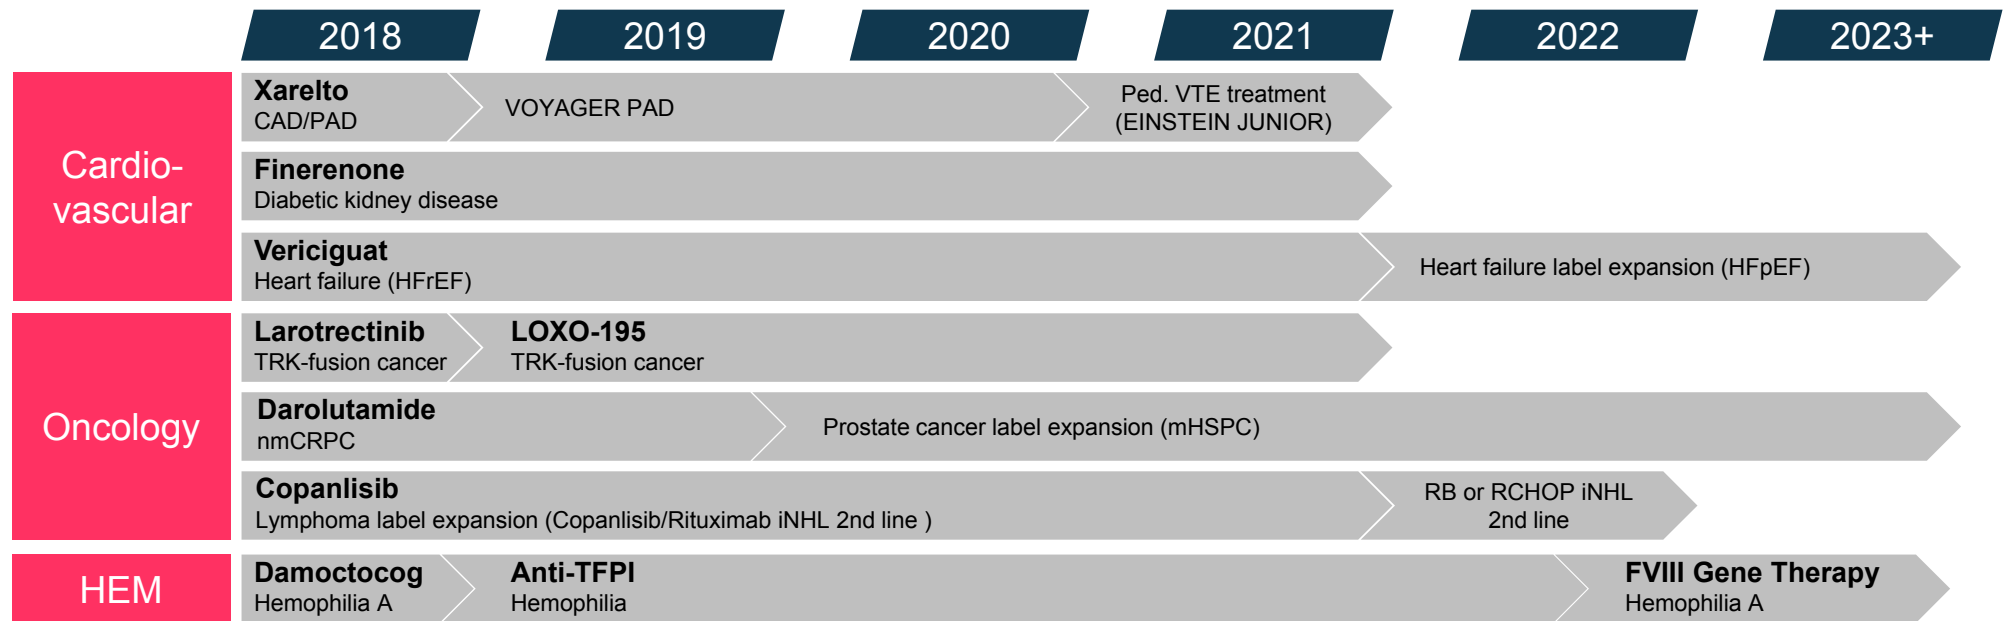 2018
2019
2020
2021
2022
2023+
Cardio-
vascular
Xarelto
CAD/PAD
VOYAGER PAD
Ped. VTE treatment
(EINSTEIN JUNIOR)
Finerenone
Diabetic kidney disease
Vericiguat
Heart failure (HFrEF)
Heart failure label expansion (HFpEF)
Oncology
Larotrectinib
TRK-fusion cancer
LOXO-195
TRK-fusion cancer
Darolutamide
nmCRPC
Prostate cancer label expansion (mHSPC)
Copanlisib
Lymphoma label expansion (Copanlisib/Rituximab iNHL 2nd line )
RB or RCHOP iNHL
2nd line
HEM
Damoctocog
Hemophilia A
Anti-TFPI
Hemophilia
FVIII Gene Therapy
Hemophilia A